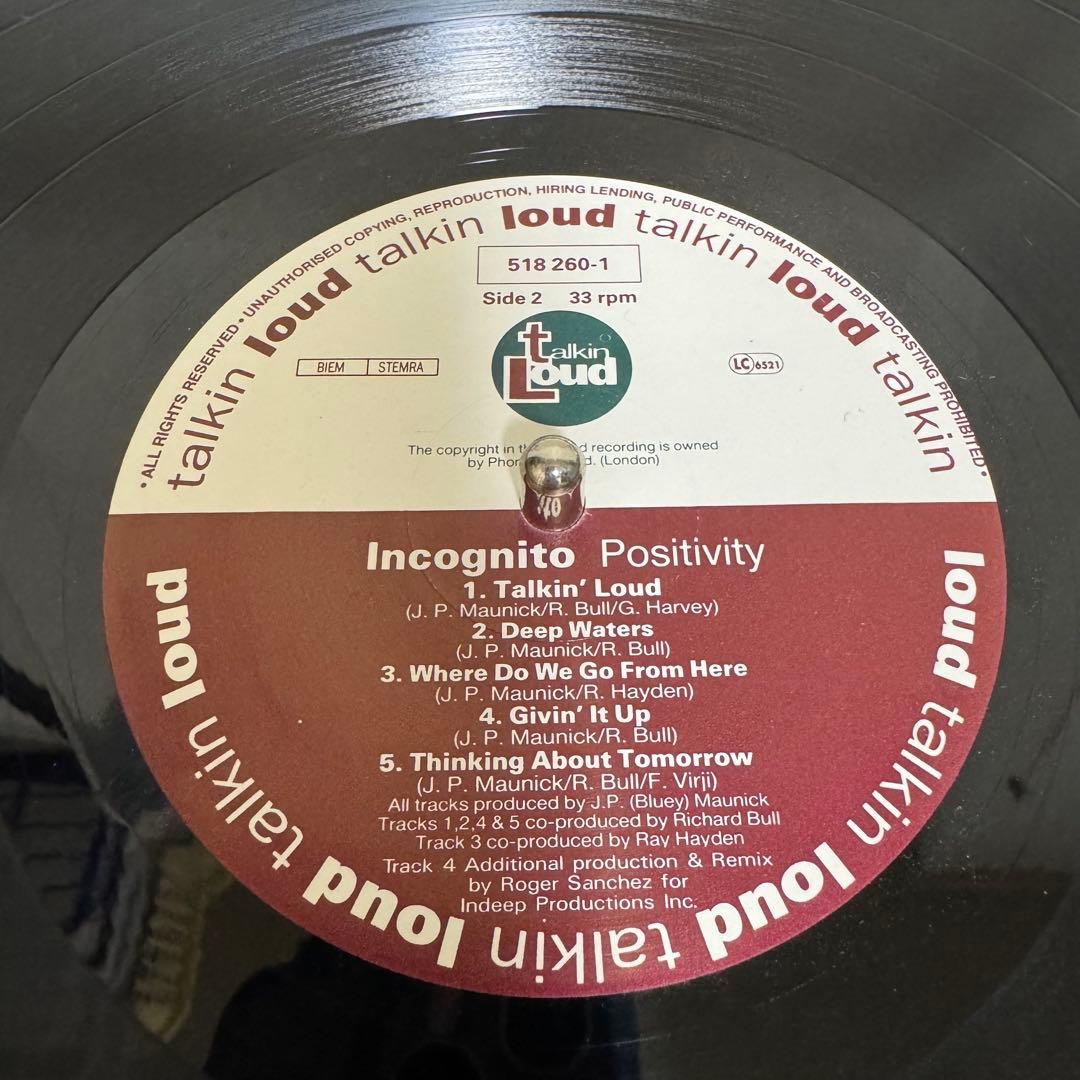 • ALL RIGHTS RESERVED • UNAUTHORISED COPYING, REPRODUCTION, HIRING LENDING, PUBLIC PERFORMANCE AND BROADCASTING PROHIBITED •
talkin loud talkin loud talkin loud talkin loud talkin loud talkin loud talkin loud
518 260-1
Side 2 33 rpm
BIEM STEMRA
talkin Loud
LC 6521
The copyright in recording is owned
by (London)
Incognito Positivity
1. Talkin' Loud
(J. P. Maunick/R. Bull/G. Harvey)
2. Deep Waters
(J. P. Maunick/R. Bull)
3. Where Do We Go From Here
(J. P. Maunick/R. Hayden)
4. Givin' It Up
(J. P. Maunick/R. Bull)
5. Thinking About Tomorrow
(J. P. Maunick/R. Bull/F. Virji)
All tracks produced by J.P. (Bluey) Maunick
Tracks 1,2,4 & 5 co-produced by Richard Bull
Track 3 co-produced by Ray Hayden
Track 4 Additional production & Remix
by Roger Sanchez for
Indeep Productions Inc.